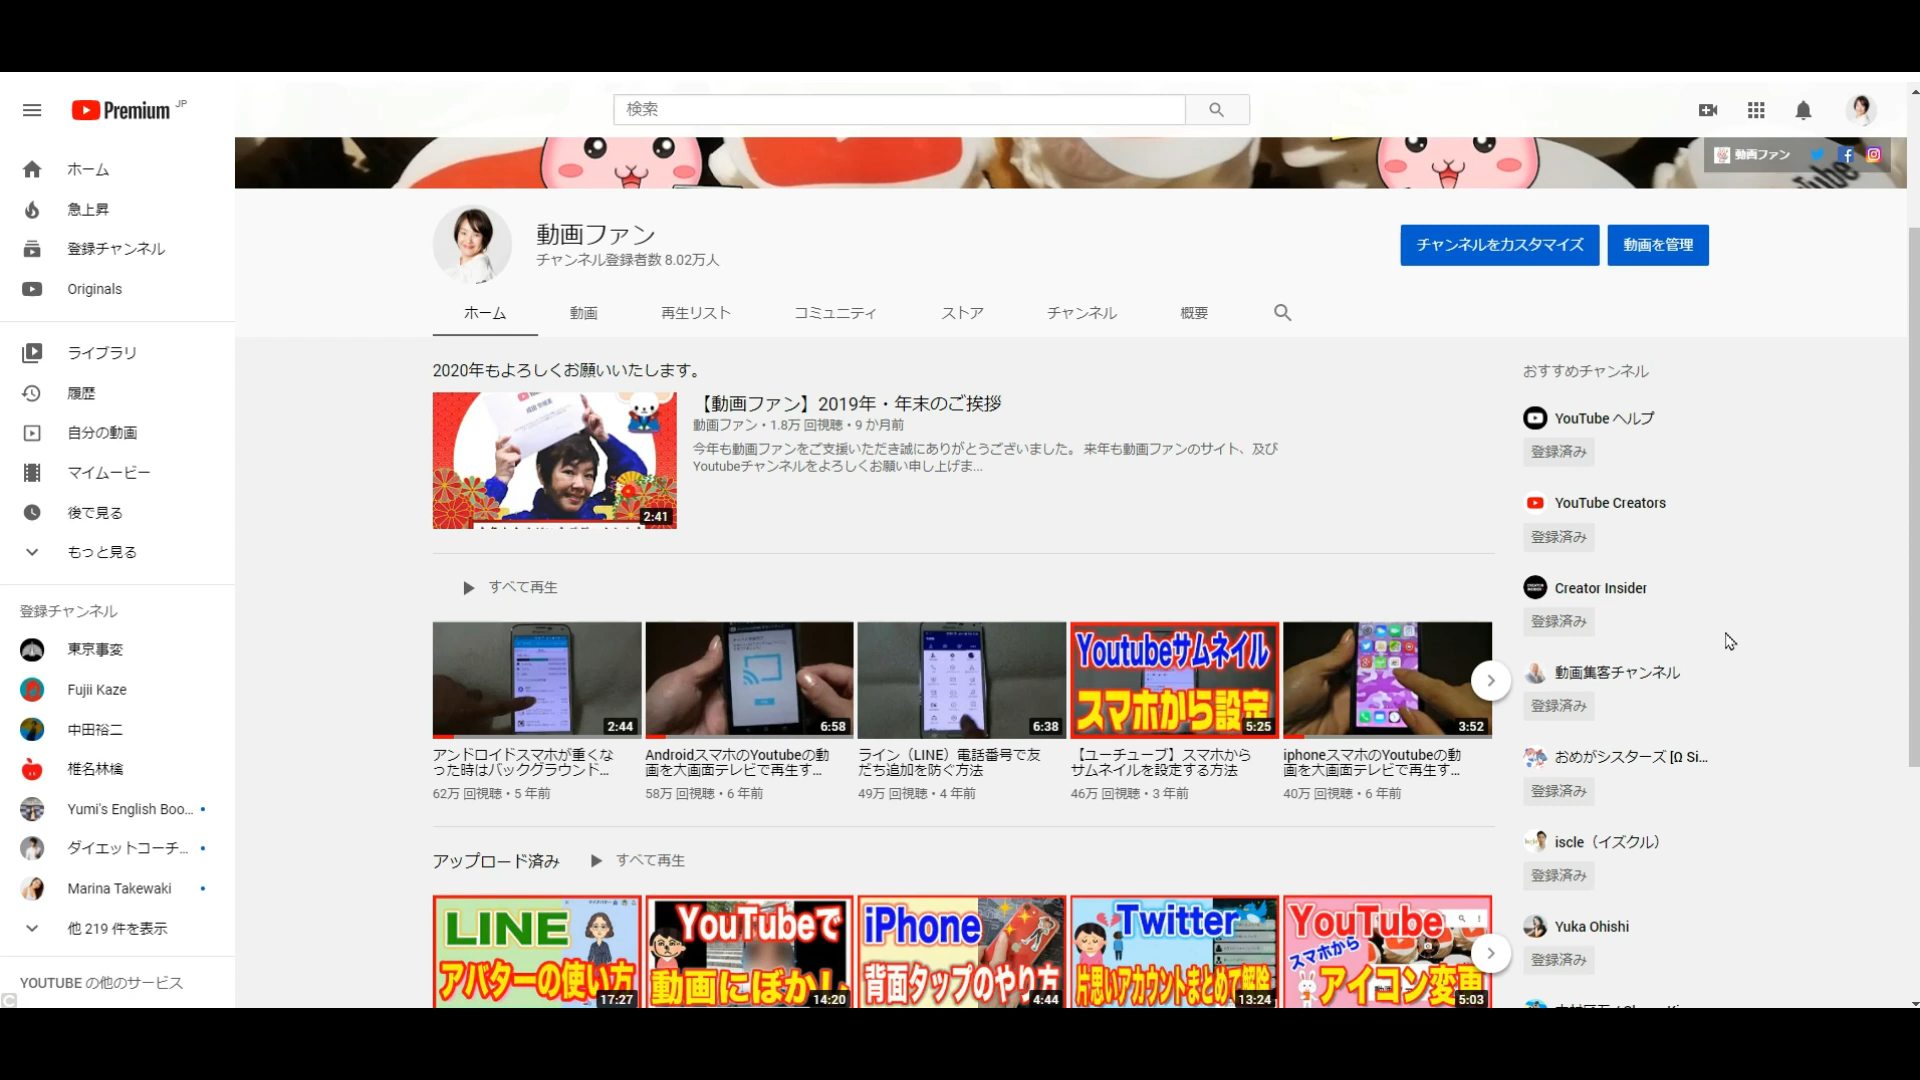 Premium JP
検索
ホーム
急上昇
登録チャンネル
Originals
ライブラリ
履歴
自分の動画
マイムービー
後で見る
もっと見る
登録チャンネル
東京事変
Fujii Kaze
中田裕二
椎名林檎
Yumi's English Boo...
ダイエットコーチ...
Marina Takewaki
他 219 件を表示
YOUTUBE の他のサービス
動画ファン
動画ファン
チャンネル登録者数 8.02万人
チャンネルをカスタマイズ
動画を管理
ホーム
動画
再生リスト
コミュニティ
ストア
チャンネル
概要
2020年もよろしくお願いいたします。
2:41
【動画ファン】2019年・年末のご挨拶
動画ファン・1.8万 回視聴・9 か月前
今年も動画ファンをご支援いただき誠にありがとうございました。 来年も動画ファンのサイト、及び
Youtubeチャンネルをよろしくお願い申し上げま...
すべて再生
2:44
アンドロイドスマホが重くな
った時はバックグラウンド...
62万 回視聴・5 年前
6:58
AndroidスマホのYoutubeの動
画を大画面テレビで再生す...
58万 回視聴・6 年前
6:38
ライン（LINE）電話番号で友
だち追加を防ぐ方法
49万 回視聴・4 年前
Youtubeサムネイル
スマホから設定
5:25
【ユーチューブ】スマホから
サムネイルを設定する方法
46万 回視聴・3 年前
3:52
iphoneスマホのYoutubeの動
画を大画面テレビで再生す...
40万 回視聴・6 年前
アップロード済み
すべて再生
LINE
アバターの使い方
17:27
YouTubeで
動画にぼかし
14:20
iPhone
背面タップのやり方
4:44
Twitter
片思いアカウントまとめて解除
13:24
YouTube
スマホから
アイコン変更
5:03
おすすめチャンネル
YouTube ヘルプ
登録済み
YouTube Creators
登録済み
Creator Insider
登録済み
動画集客チャンネル
登録済み
おめがシスターズ [Ω Si...
登録済み
iscle（イズクル）
登録済み
Yuka Ohishi
登録済み